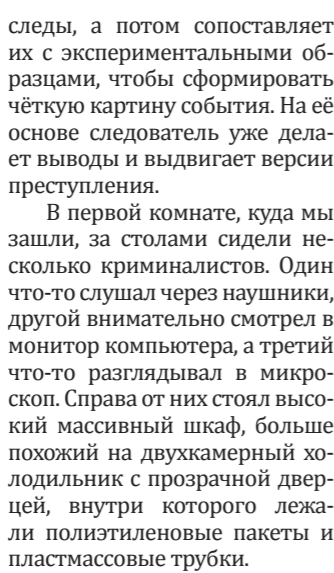 следы, а потом сопоставляет
их с экспериментальными об-
разцами, чтобы сформировать
чёткую картину события. На её
основе следователь уже дела-
ет выводы и выдвигает версии
преступления.
В первой комнате, куда мы
зашли, за столами сидели не-
сколько криминалистов. Один
что-то слушал через наушники,
другой внимательно смотрел в
монитор компьютера, а третий
что-то разглядывал в микро-
скоп. Справа от них стоял высо-
кий массивный шкаф, больше
похожий на двухкамерный хо-
лодильник с прозрачной двер-
цей, внутри которого лежа-
ли полиэтиленовые пакеты и
пластмассовые трубки.